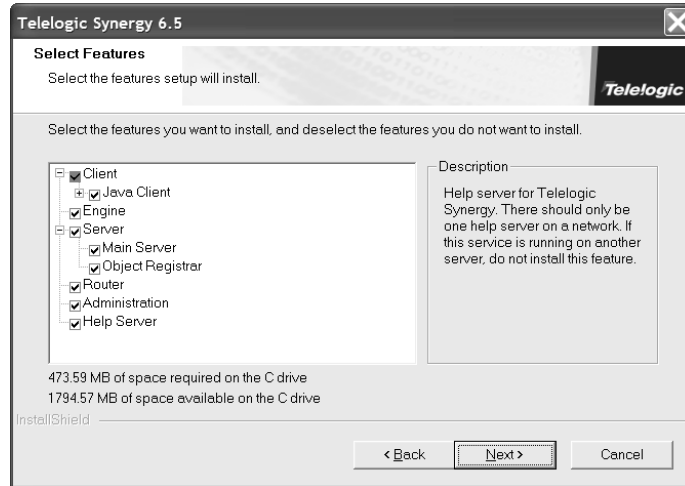 Telelogic Synergy 6.5
Select Features
Select the features setup will install.
Telelogic
Select the features you want to install, and deselect the features you do not want to install.
Client
Java Client
Engine
Server
Main Server
Object Registrar
Router
Administration
Help Server
Description
Help server for Telelogic
Synergy. There should only be
one help server on a network. If
this service is running on another
server, do not install this feature.
473.59 MB of space required on the C drive
1794.57 MB of space available on the C drive
InstallShield
< Back
Next >
Cancel